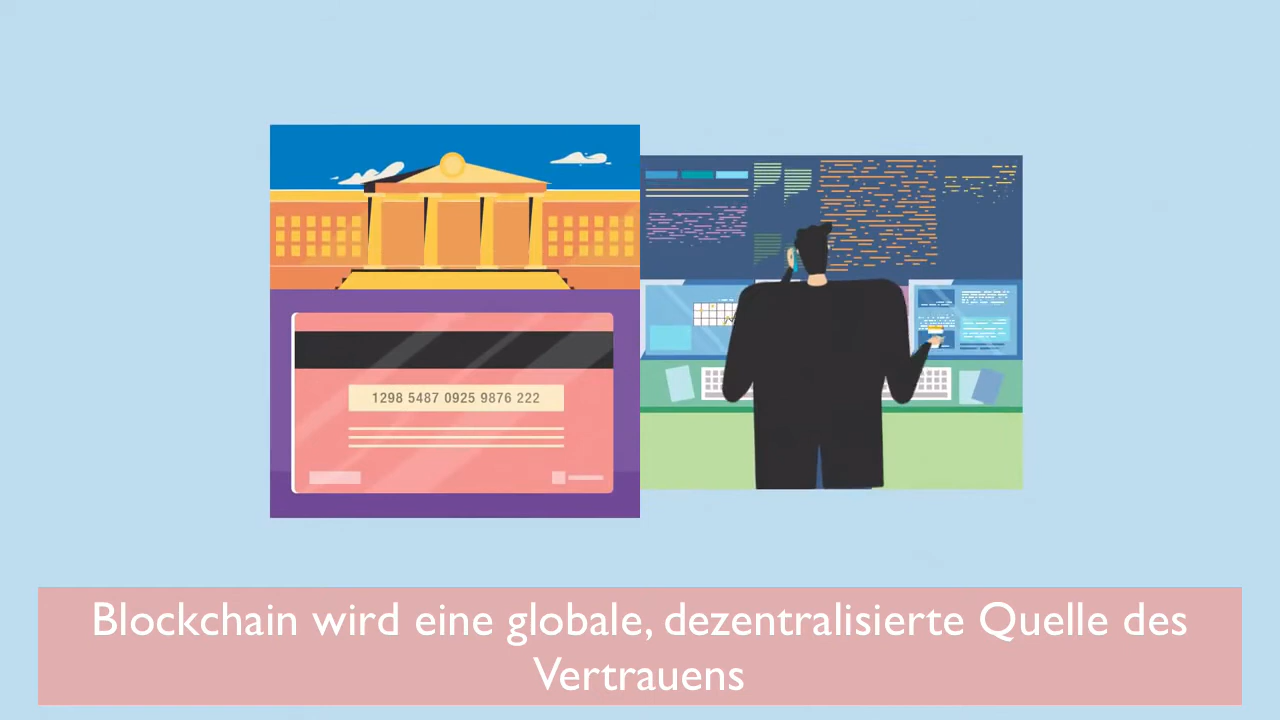 1298 5487 0925 9876 222
Blockchain wird eine globale, dezentralisierte Quelle des
Vertrauens